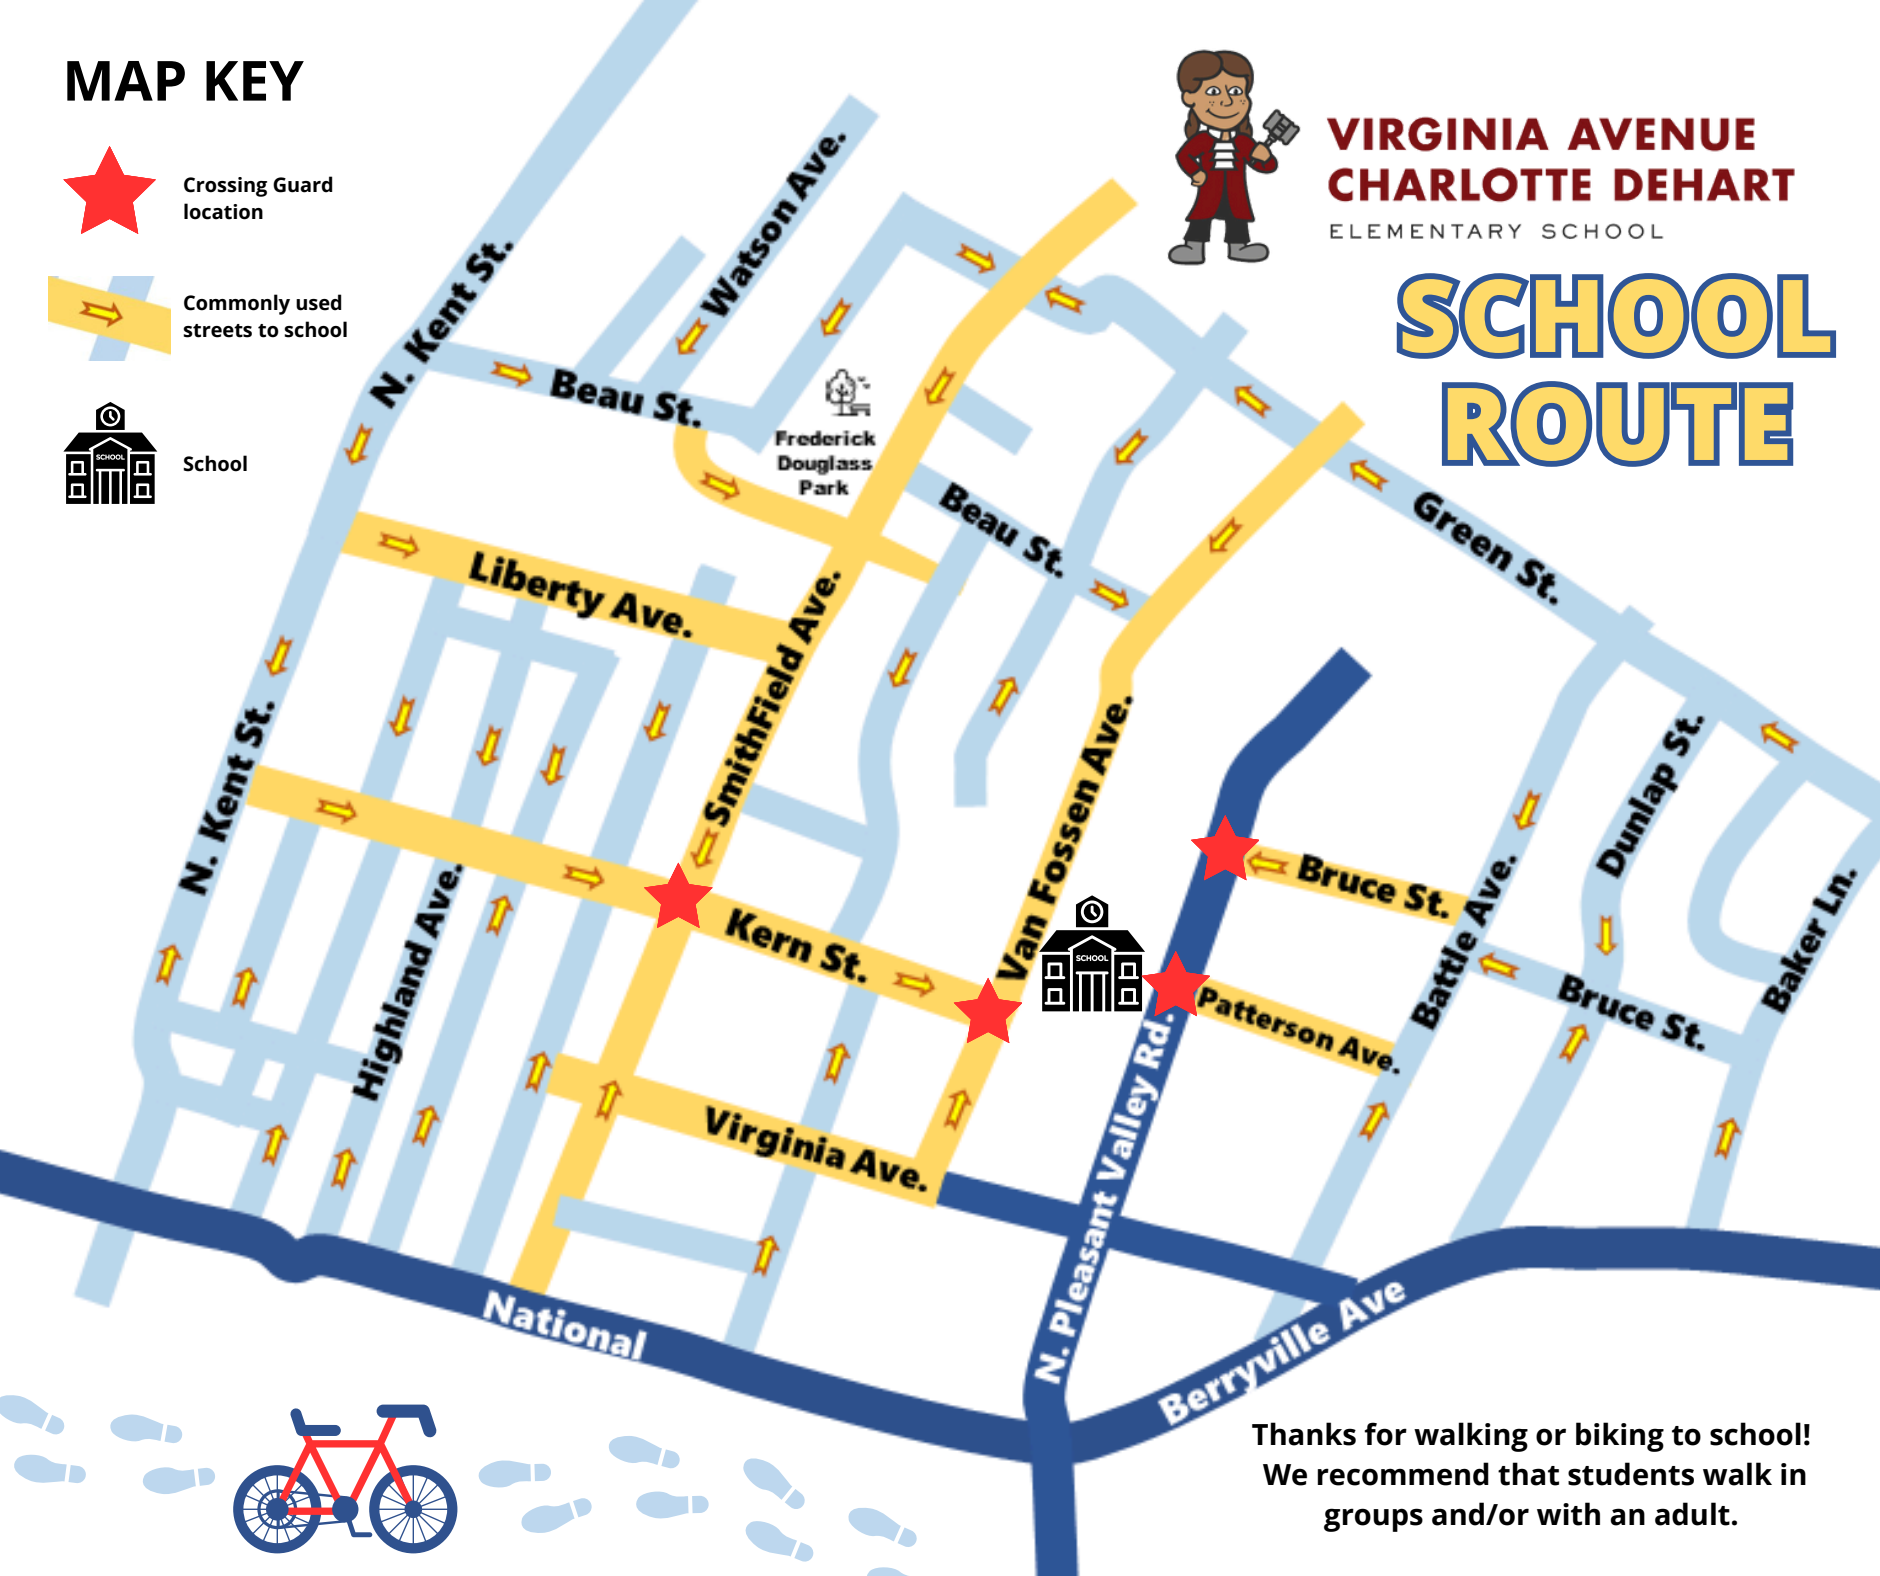 MAP KEY
Crossing Guard
location
Commonly used
streets to school
SCHOOL
School
VIRGINIA AVENUE
CHARLOTTE DEHART
ELEMENTARY SCHOOL
SCHOOL
ROUTE
N. Kent St.
Watson Ave.
Beau St.
Frederick
Douglass
Park
Beau St.
Green St.
Liberty Ave.
SmithField Ave.
N. Kent St.
Van Fossen Ave.
Dunlap St.
Bruce St.
Battle Ave.
Baker Ln.
Highland Ave.
Kern St.
SCHOOL
Bruce St.
Patterson Ave.
Virginia Ave.
N. Pleasant Valley Rd.
National
Berryville Ave
Thanks for walking or biking to school!
We recommend that students walk in
groups and/or with an adult.